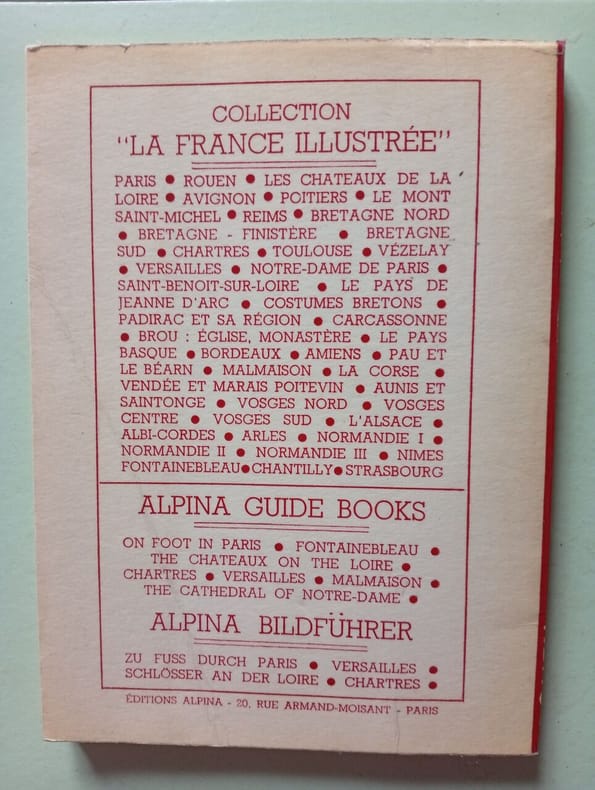 COLLECTION
"LA FRANCE ILLUSTRÉE"
PARIS ● ROUEN ● LES CHATEAUX DE LA
LOIRE ● AVIGNON ● POITIERS ● LE MONT
SAINT-MICHEL ● REIMS ● BRETAGNE NORD
● BRETAGNE - FINISTÈRE ● BRETAGNE
SUD ● CHARTRES ● TOULOUSE ● VÉZELAY
● VERSAILLES ● NOTRE-DAME DE PARIS ●
SAINT-BENOIT-SUR-LOIRE ● LE PAYS DE
JEANNE D'ARC ● COSTUMES BRETONS ●
PADIRAC ET SA RÉGION ● CARCASSONNE
● BROU : ÉGLISE, MONASTÈRE ● LE PAYS
BASQUE ● BORDEAUX ● AMIENS ● PAU ET
LE BÉARN ● MALMAISON ● LA CORSE ●
VENDÉE ET MARAIS POITEVIN ● AUNIS ET
SAINTONGE ● VOSGES NORD ● VOSGES
CENTRE ● VOSGES SUD ● L'ALSACE ●
ALBI-CORDES ● ARLES ● NORMANDIE I ●
NORMANDIE II ● NORMANDIE III ● NIMES
FONTAINEBLEAU ● CHANTILLY ● STRASBOURG
ALPINA GUIDE BOOKS
ON FOOT IN PARIS ● FONTAINEBLEAU ●
THE CHATEAUX ON THE LOIRE ●
CHARTRES ● VERSAILLES ● MALMAISON ●
THE CATHEDRAL OF NOTRE-DAME ●
ALPINA BILDFÜHRER
ZU FUSS DURCH PARIS ● VERSAILLES ●
SCHLÖSSER AN DER LOIRE ● CHARTRES ●
ÉDITIONS ALPINA - 20, RUE ARMAND-MOISANT - PARIS